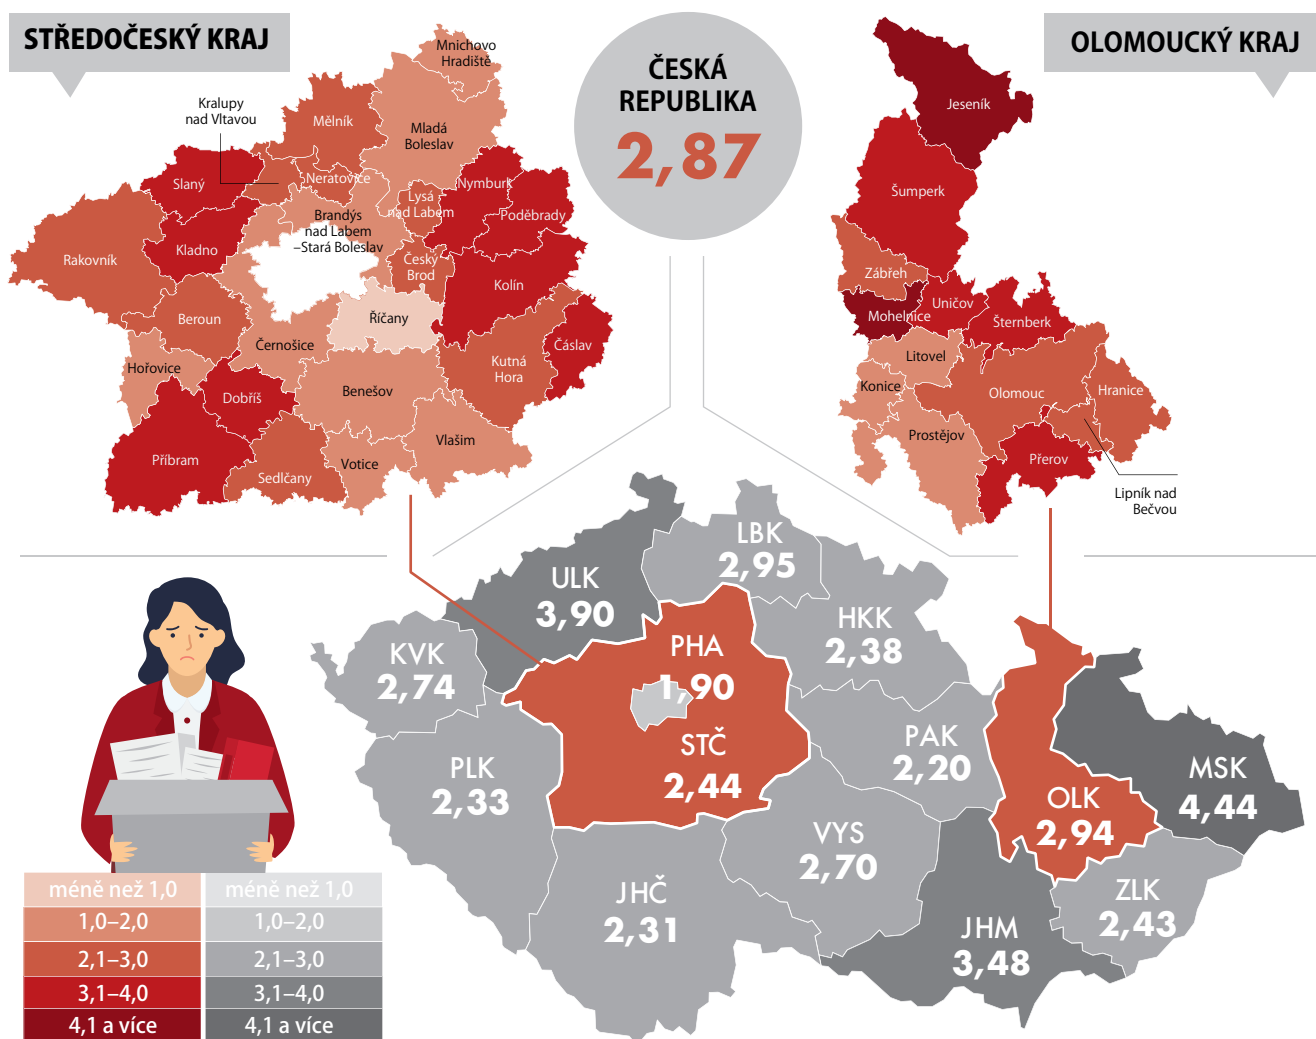 STŘEDOČESKÝ KRAJ
ČESKÁ
REPUBLIKA
2,87
OLOMOUCKÝ KRAJ
Mnichovo
Hradiště
Kralupy
nad Vltavou
Mělník
Mladá
Boleslav
Slaný
Neratovice
Nymburk
Lysá
nad Labem
Poděbrady
Brandýs
nad Labem
–Stará Boleslav
Kladno
Rakovník
Český
Brod
Kolín
Beroun
Říčany
Černošice
Čáslav
Hořovice
Kutná
Hora
Benešov
Dobříš
Vlašim
Příbram
Votice
Sedlčany
Jeseník
Šumperk
Zábřeh
Uničov
Mohelnice
Šternberk
Litovel
Konice
Olomouc
Hranice
Prostějov
Přerov
Lipník nad
Bečvou
LBK
2,95
ULK
3,90
HKK
2,38
KVK
2,74
PHA
1,90
PAK
2,20
STČ
2,44
PLK
2,33
MSK
4,44
OLK
2,94
VYS
2,70
JHČ
2,31
ZLK
2,43
JHM
3,48
méně než 1,0
méně než 1,0
1,0–2,0
1,0–2,0
2,1–3,0
2,1–3,0
3,1–4,0
3,1–4,0
4,1 a více
4,1 a více